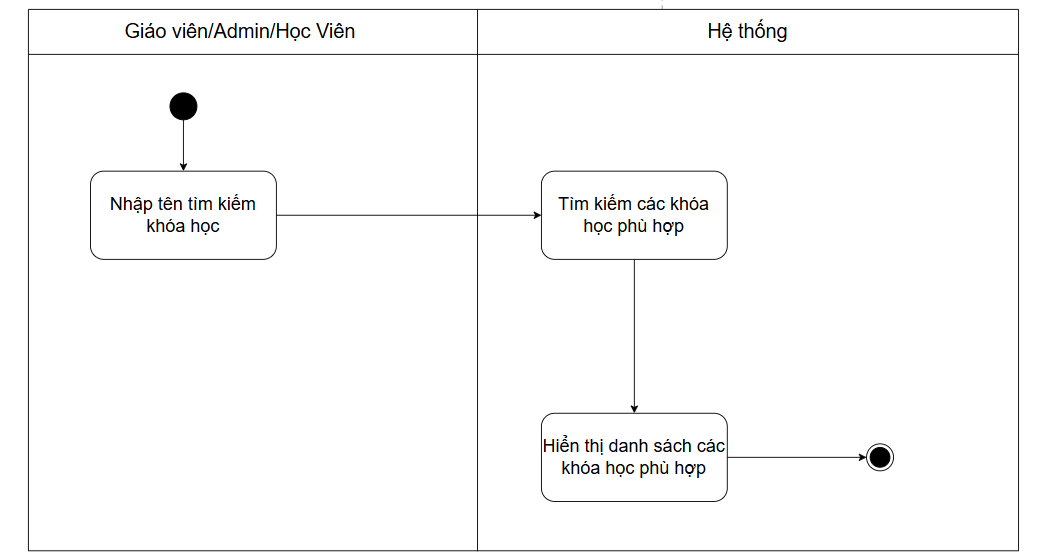 Giáo viên/Admin/Học Viên
Hệ thống
Nhập tên tìm kiếm
khóa học
Tìm kiếm các khóa
học phù hợp
Hiển thị danh sách các
khóa học phù hợp